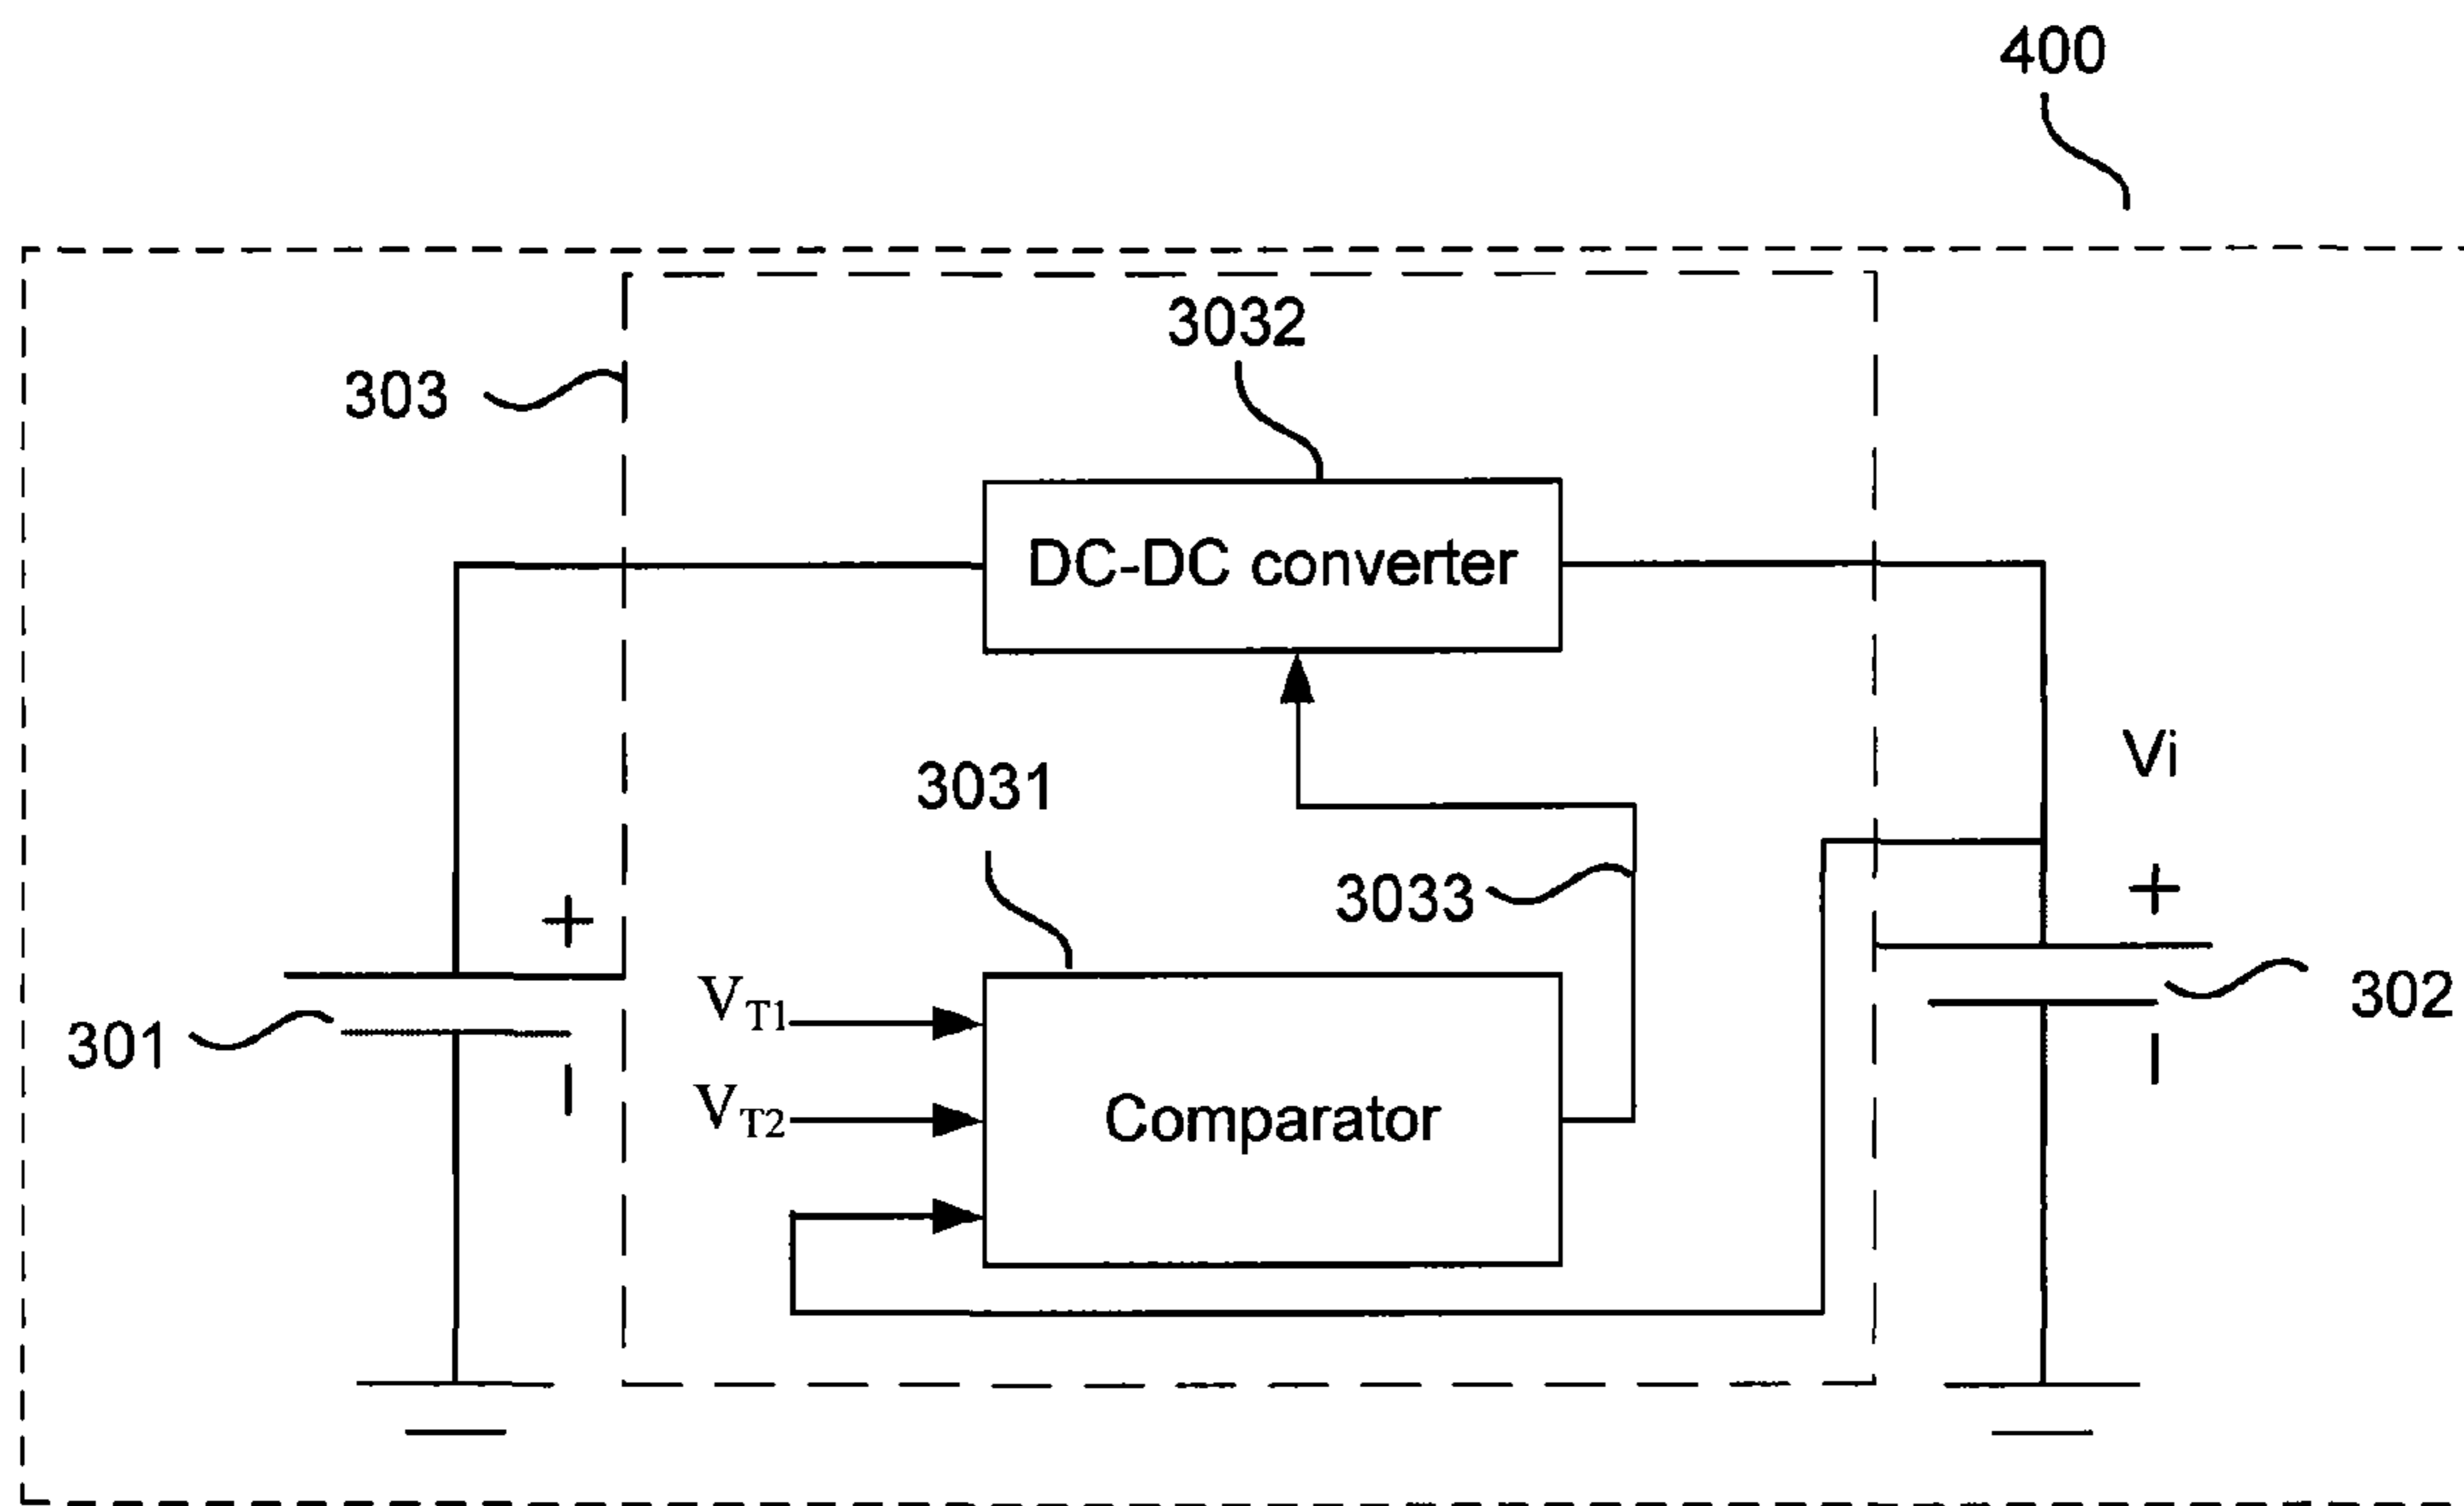 400
3032
303
DC-DC converter
Vi
3031
3033
+
+
VT1
302
301
VT2
Comparator